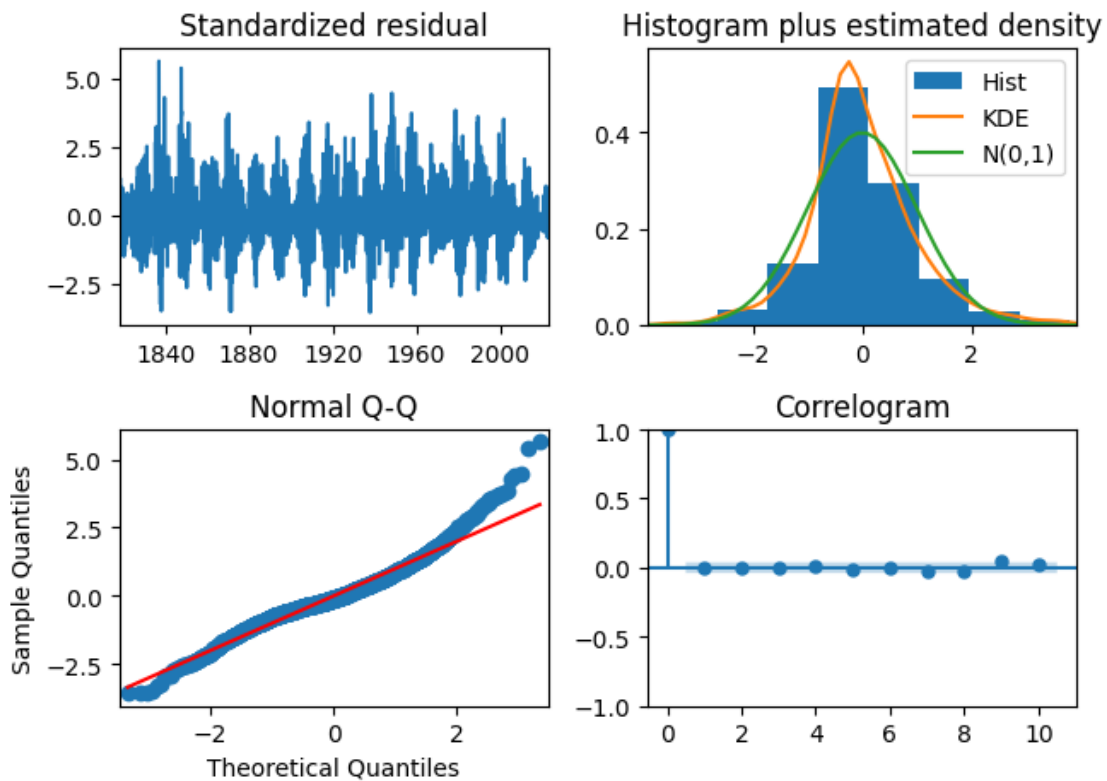 Standardized residual
5.0
2.5
0.0
−2.5
1840 1880 1920 1960 2000
Histogram plus estimated density
0.4
0.2
0.0
−2 0 2
Hist
KDE
N(0,1)
Normal Q-Q
Sample Quantiles
5.0
2.5
0.0
−2.5
−2 0 2
Theoretical Quantiles
Correlogram
1.0
0.5
0.0
−0.5
−1.0
0 2 4 6 8 10